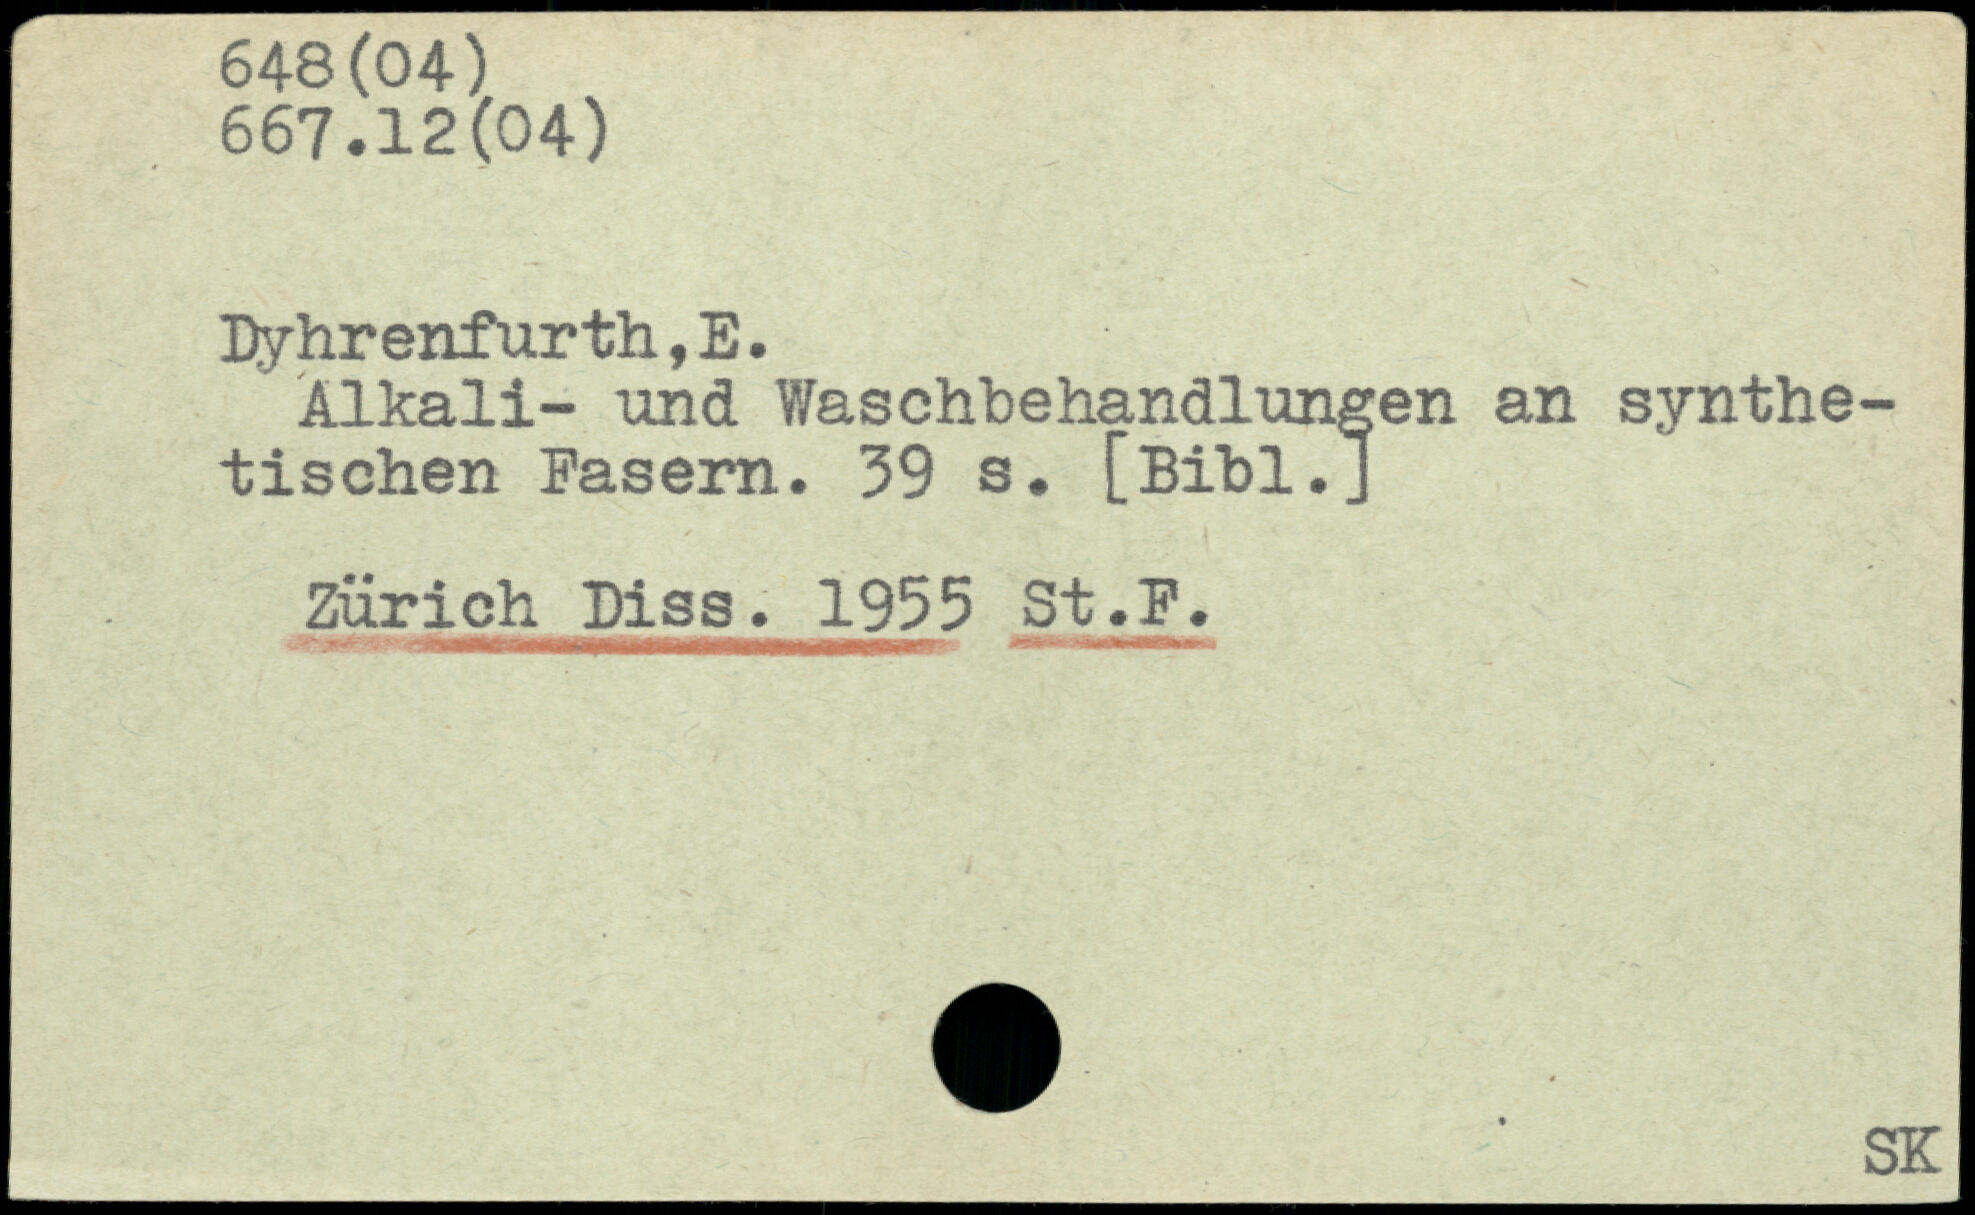 648(04)
667.12(04)
Dyhrenfurth,E.
Alkali- und Waschbehandlungen an synthe-
tischen Fasern. 39 s. [Bibl.]
Zürich Diss. 1955 St.F.
SK